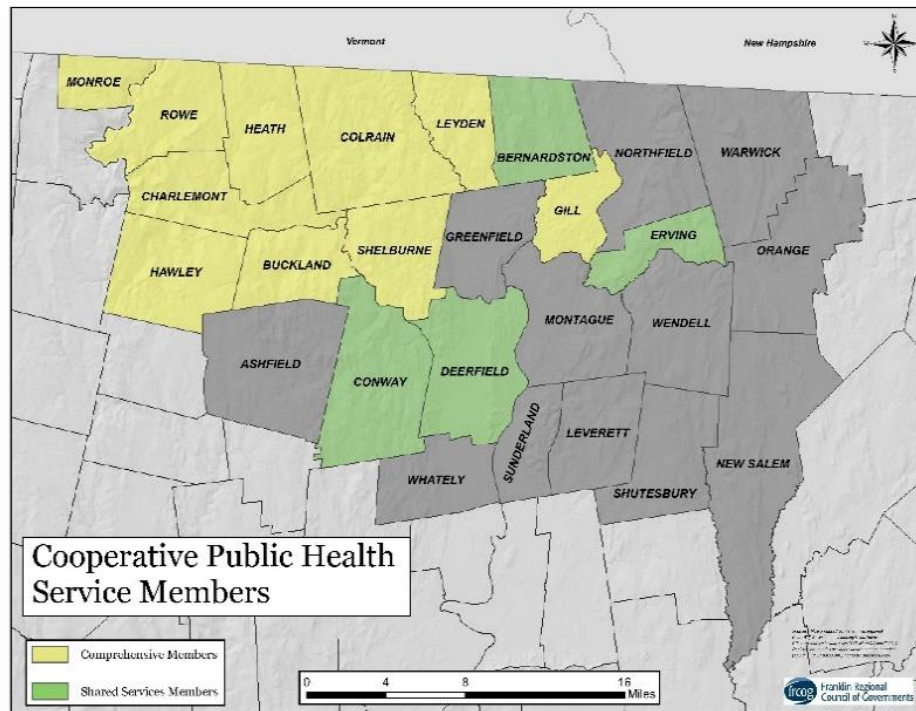 Vermont
New Hampshire
MONROE
ROWE
HEATH
COLRAIN
LEYDEN
BERNARDSTON
NORTHFIELD
WARWICK
CHARLEMONT
GILL
GREENFIELD
ERVING
ORANGE
HAWLEY
BUCKLAND
SHELBURNE
MONTAGUE
WENDELL
ASHFIELD
CONWAY
DEERFIELD
SUNDERLAND
LEVERETT
WHATELY
SHUTESBURY
NEW SALEM
Cooperative Public Health
Service Members
Comprehensive Members
Shared Services Members
0 4 8 16
Miles
frcog
Franklin Regional
Council of Governments